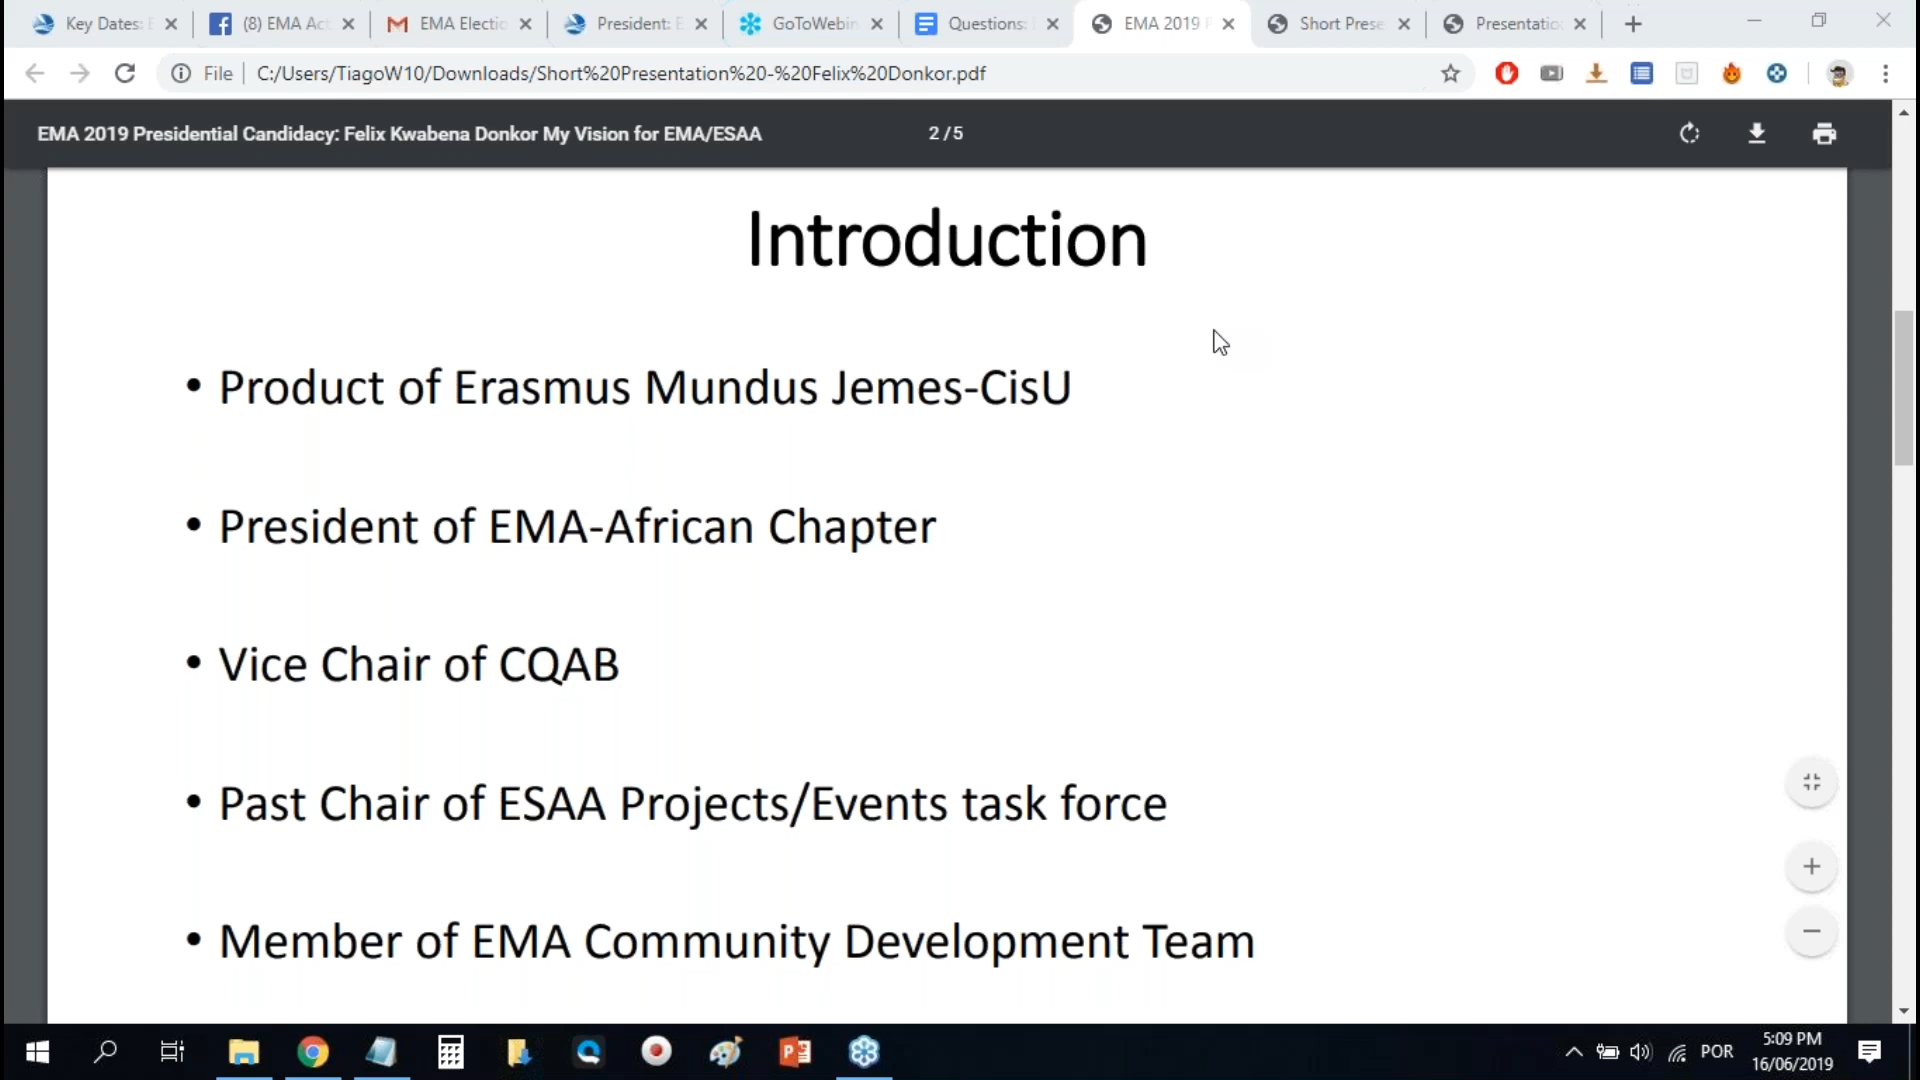 Key Dates:
(8) EMA Act
EMA Electio
President: E
GoToWebin
Questions:
EMA 2019 P
Short Prese
Presentatio
File
C:/Users/TiagoW10/Downloads/Short%20Presentation%20-%20Felix%20Donkor.pdf
EMA 2019 Presidential Candidacy: Felix Kwabena Donkor My Vision for EMA/ESAA
2 / 5
Introduction
• Product of Erasmus Mundus Jemes-CisU
• President of EMA-African Chapter
• Vice Chair of CQAB
• Past Chair of ESAA Projects/Events task force
• Member of EMA Community Development Team
POR
5:09 PM
16/06/2019